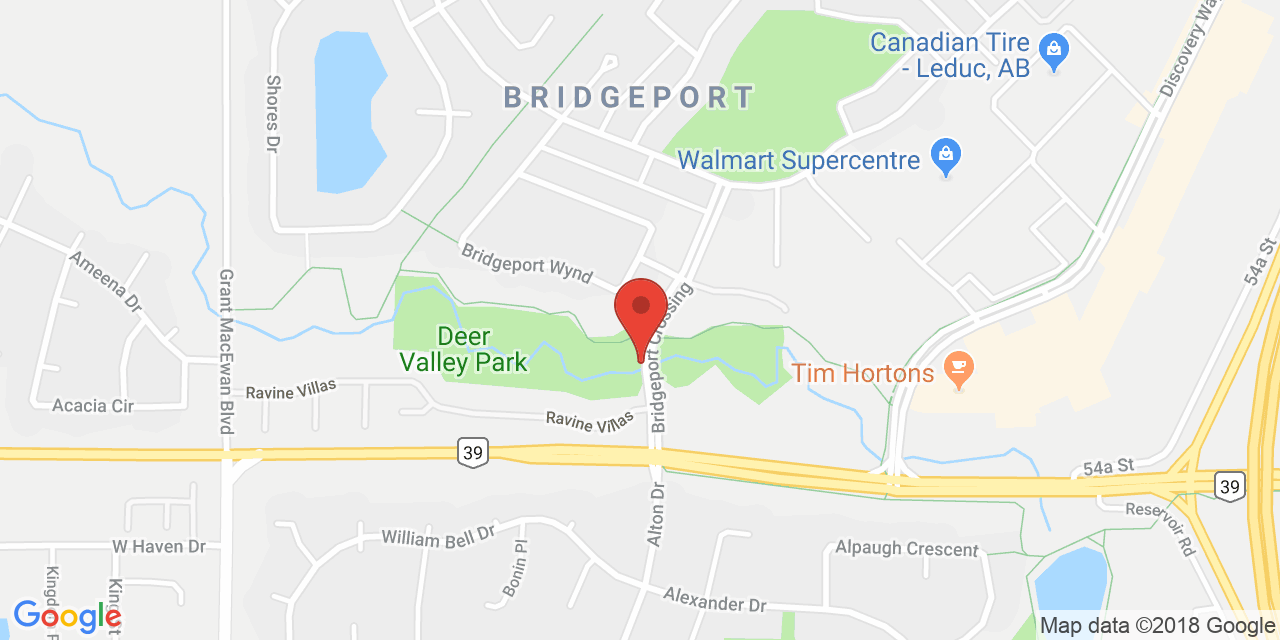 Canadian Tire
- Leduc, AB
Discovery Wa
Shores Dr
BRIDGEPORT
Walmart Supercentre
54a St
Bridgeport Wynd
Ameena Dr
Grant MacEwan Blvd
Bridgeport Crossing
Deer
Valley Park
Tim Hortons
Ravine Villas
Acacia Cir
Ravine Villas
39
54a St
39
Reservoir Rd
Alton Dr
William Bell Dr
W Haven Dr
Bonin Pl
Alpaugh Crescent
Alexander Dr
Google
Map data ©2018 Google